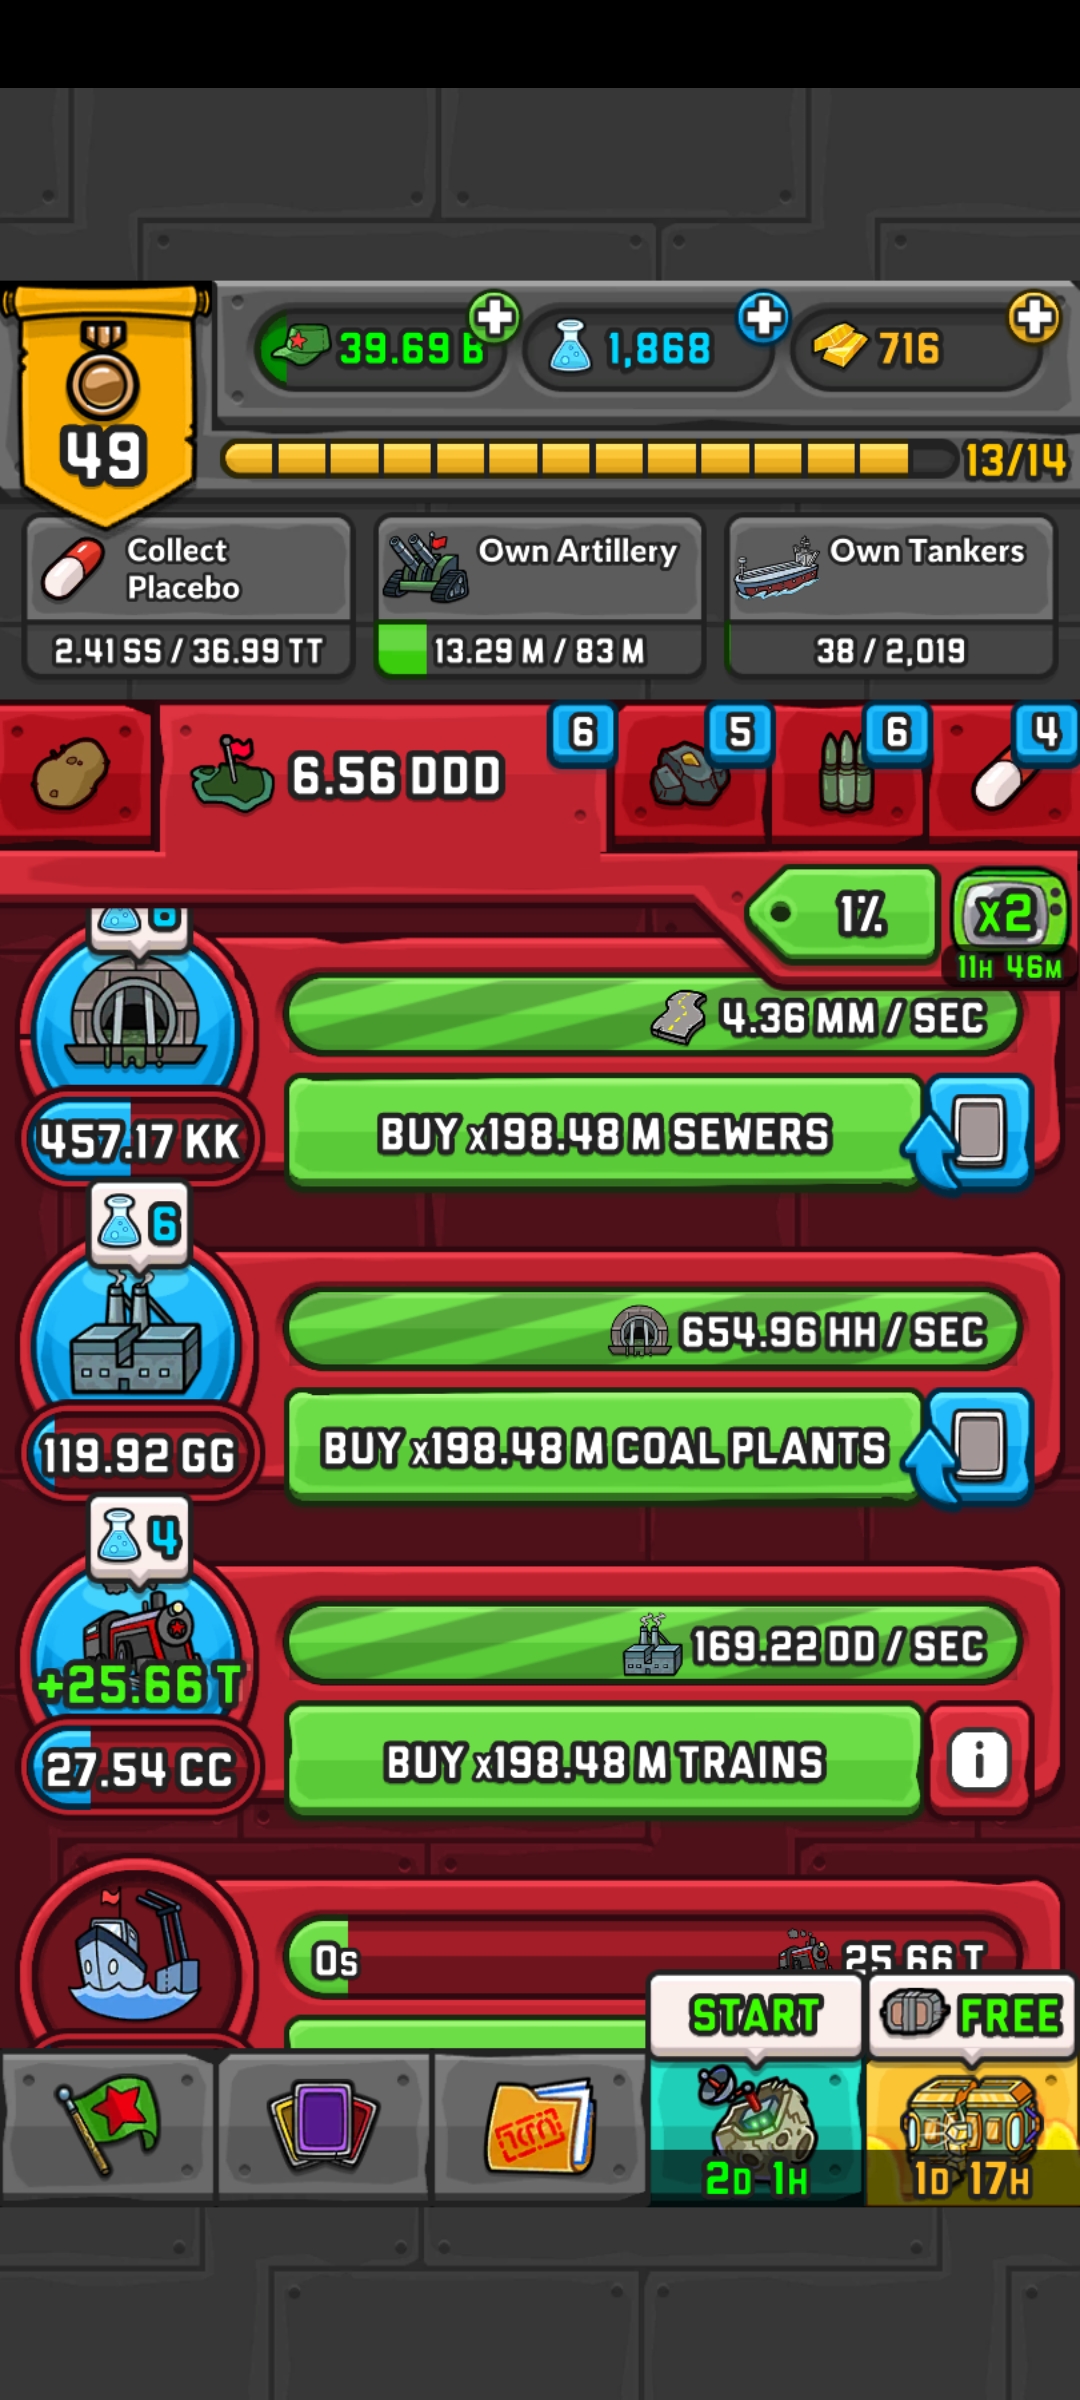 39.69 B
1,868
716
49
13/14
Collect
Placebo
2.41 SS / 36.99 TT
Own Artillery
13.29 M / 83 M
Own Tankers
38 / 2,019
6.56 DDD
6
5
6
4
1%
x2
11H 46M
4.36 MM / SEC
457.17 KK
BUY x198.48 M SEWERS
6
654.96 HH / SEC
119.92 GG
BUY x198.48 M COAL PLANTS
4
169.22 DD / SEC
+25.66 T
27.54 CC
BUY x198.48 M TRAINS
i
0s
25.66 T
START
FREE
2D 1H
1D 17H